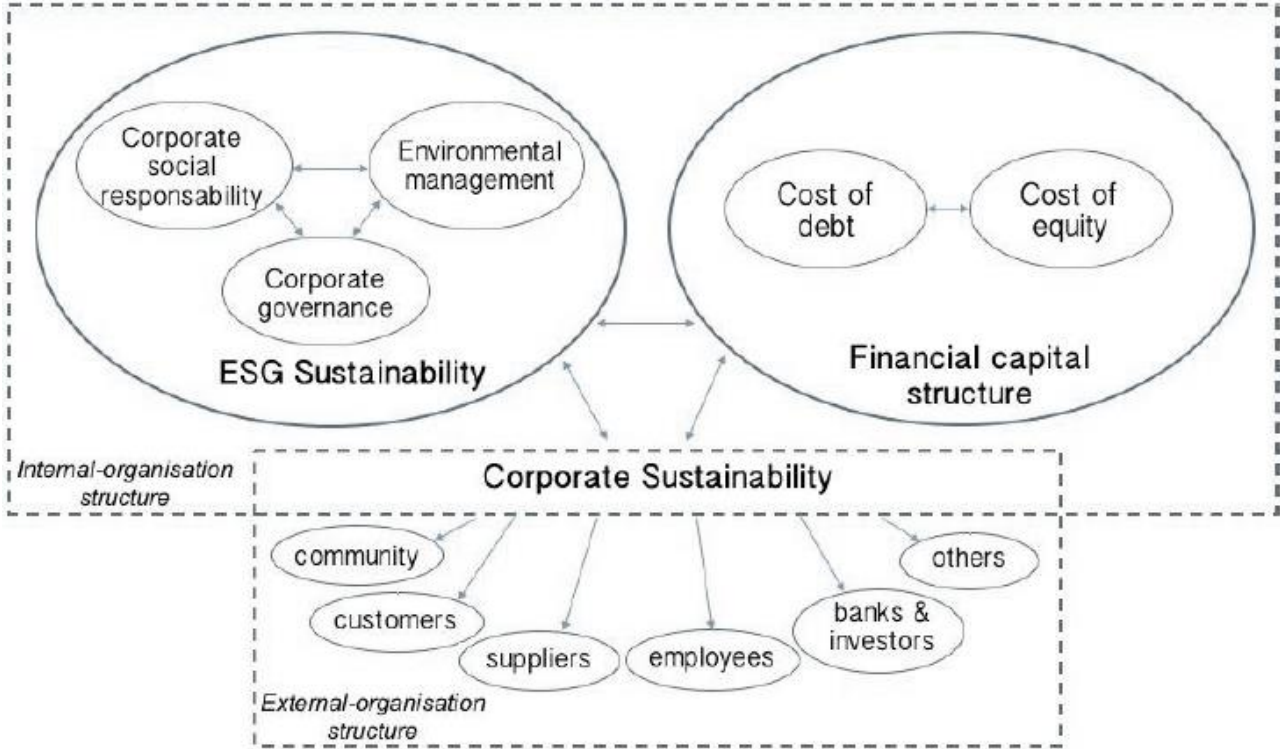 Corporate
social
responsability
Environmental
management
Corporate
governance
ESG Sustainability
Cost of
debt
Cost of
equity
Financial capital
structure
Internal-organisation
structure
Corporate Sustainability
community
customers
suppliers
employees
banks &
investors
others
External-organisation
structure